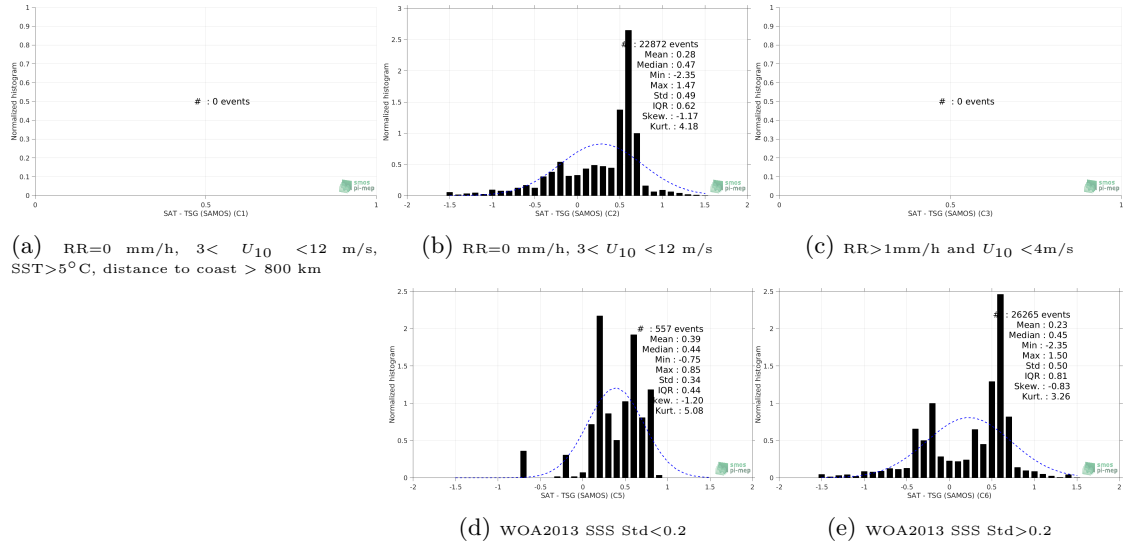 1
0.9
0.8
0.7
0.6
0.5
0.4
0.3
0.2
0.1
0
Normalized histogram
# : 0 events
0 0.5 1
SAT - TSG (SAMOS) (C1)
smos
pi-mep
(a) RR=0 mm/h, 3< U10 <12 m/s,
SST>5°C, distance to coast > 800 km
3
2.5
2
1.5
1
0.5
0
Normalized histogram
# : 22872 events
Mean : 0.28
Median : 0.47
Min : -2.35
Max : 1.47
Std : 0.49
IQR : 0.62
Skew. : -1.17
Kurt. : 4.18
-2 -1.5 -1 -0.5 0 0.5 1 1.5 2
SAT - TSG (SAMOS) (C2)
smos
pi-mep
(b) RR=0 mm/h, 3< U10 <12 m/s
1
0.9
0.8
0.7
0.6
0.5
0.4
0.3
0.2
0.1
0
Normalized histogram
# : 0 events
0 0.5 1
SAT - TSG (SAMOS) (C3)
smos
pi-mep
(c) RR>1mm/h and U10 <4m/s
2.5
2
1.5
1
0.5
0
Normalized histogram
# : 557 events
Mean : 0.39
Median : 0.44
Min : -0.75
Max : 0.85
Std : 0.34
IQR : 0.44
Skew. : -1.20
Kurt. : 5.08
-2 -1.5 -1 -0.5 0 0.5 1 1.5 2
SAT - TSG (SAMOS) (C5)
smos
pi-mep
(d) WOA2013 SSS Std<0.2
2.5
2
1.5
1
0.5
0
Normalized histogram
# : 26265 events
Mean : 0.23
Median : 0.45
Min : -2.35
Max : 1.50
Std : 0.50
IQR : 0.81
Skew. : -0.83
Kurt. : 3.26
-2 -1.5 -1 -0.5 0 0.5 1 1.5 2
SAT - TSG (SAMOS) (C6)
smos
pi-mep
(e) WOA2013 SSS Std>0.2